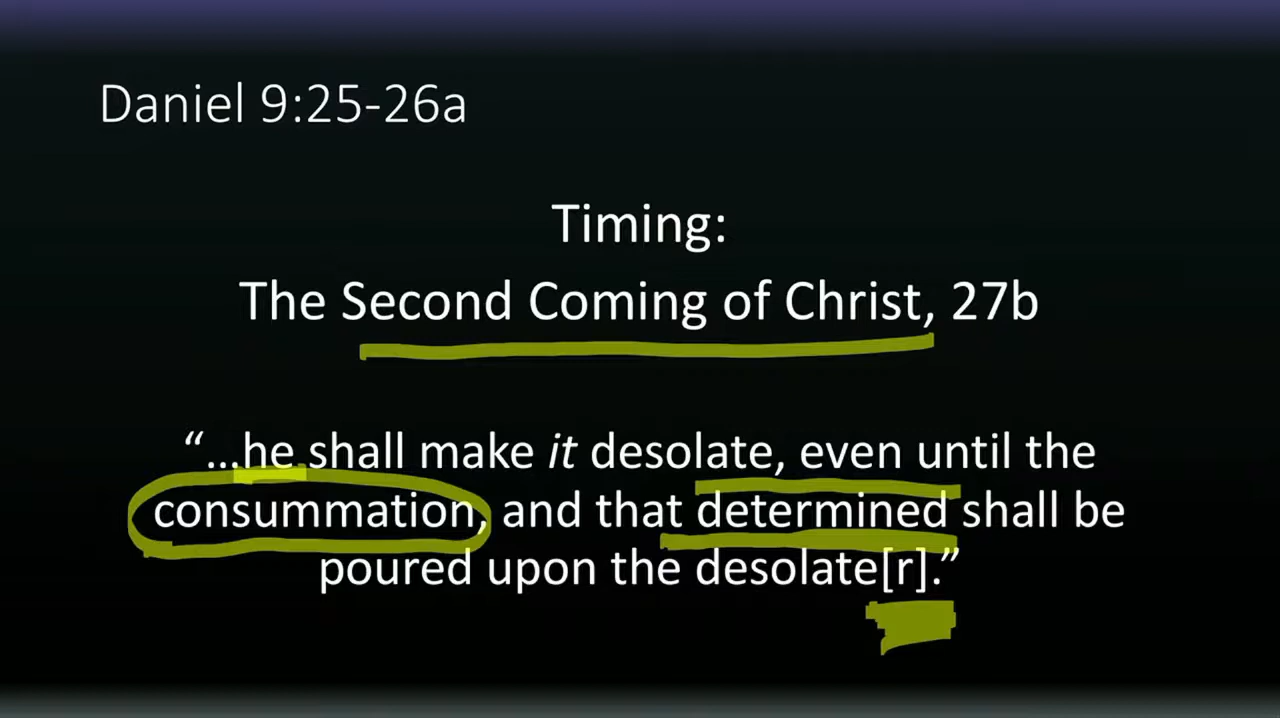 Daniel 9:25-26a
Timing:
The Second Coming of Christ, 27b
“…he shall make it desolate, even until the
consummation, and that determined shall be
poured upon the desolate[r].”